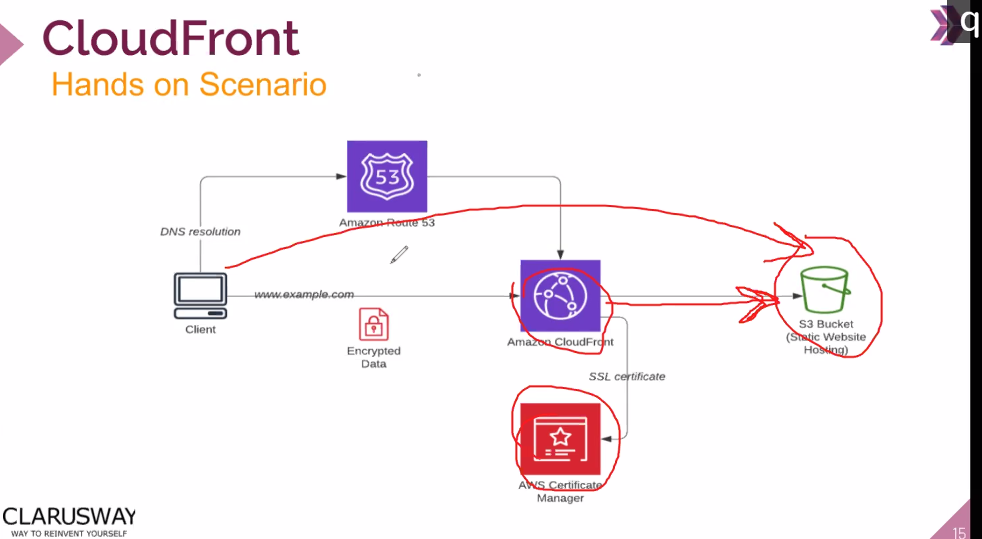 CloudFront
Hands on Scenario
q
53
Amazon Route 53
DNS resolution
www.example.com
Client
Encrypted
Data
Amazon CloudFront
S3 Bucket
(Static Website
Hosting)
SSL certificate
AWS Certificate
Manager
CLARUSWAY
WAY TO REINVENT YOURSELF
15